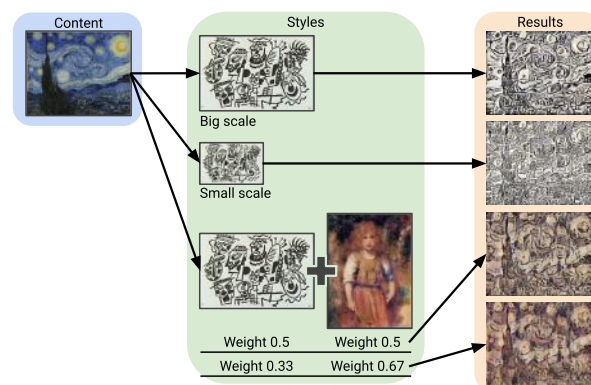 Content
Styles
Results
Big scale
Small scale
Weight 0.5 Weight 0.5
Weight 0.33 Weight 0.67